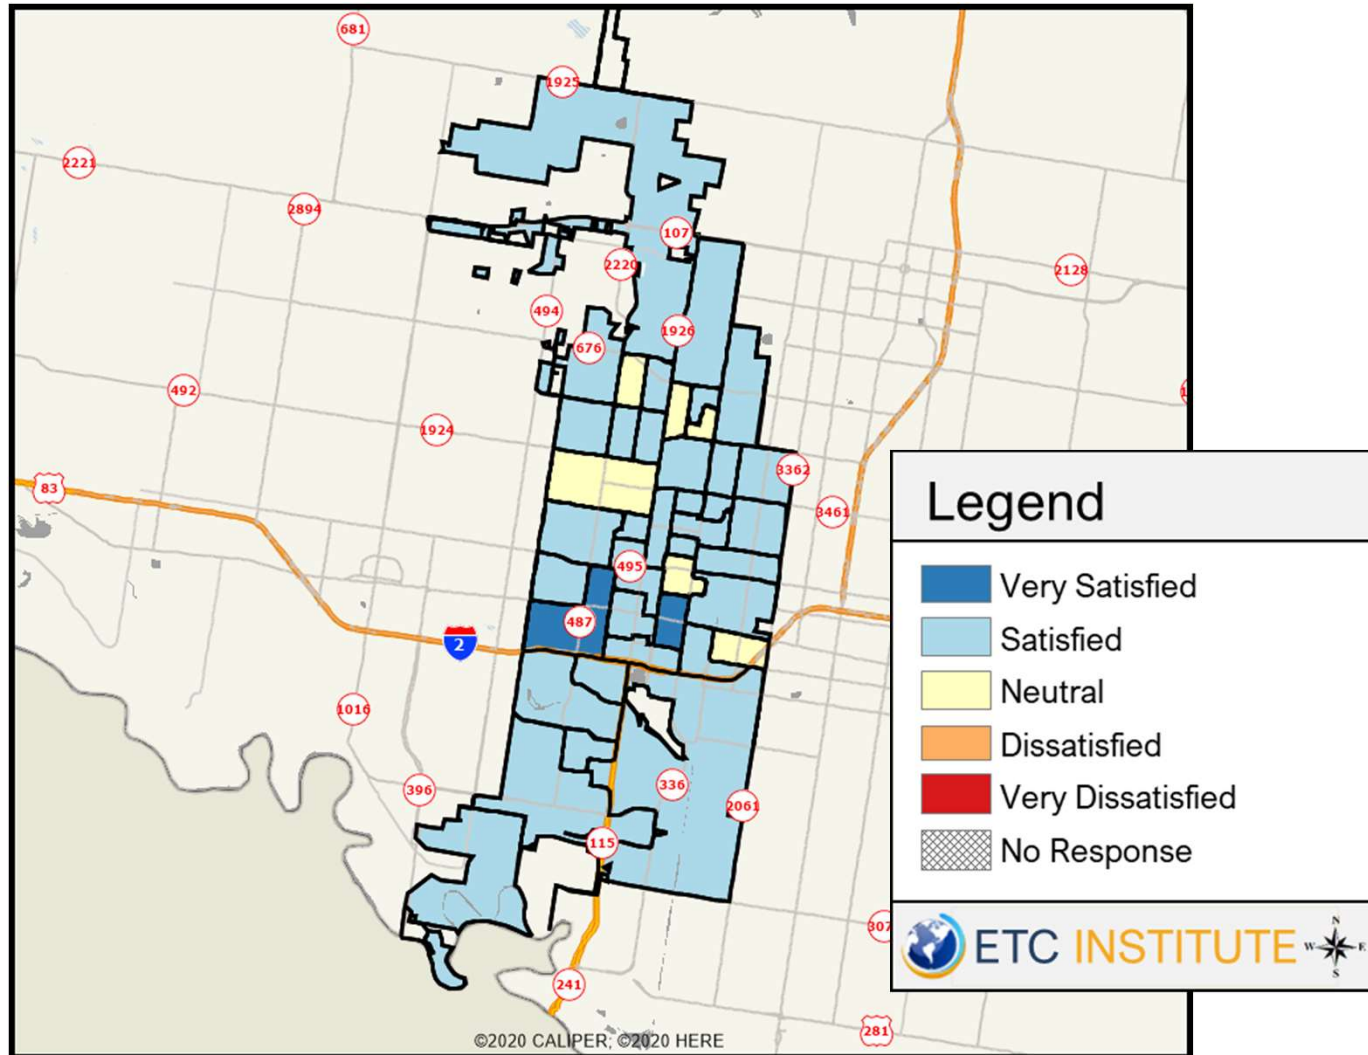 681
1925
2221
2894
107
2220
2128
494
1926
676
492
1924
3362
83
3461
495
487
2
1016
336
396
2061
115
307
241
281
©2020 CALIPER; ©2020 HERE
Legend
Very Satisfied
Satisfied
Neutral
Dissatisfied
Very Dissatisfied
No Response
ETC INSTITUTE
N
W E
S